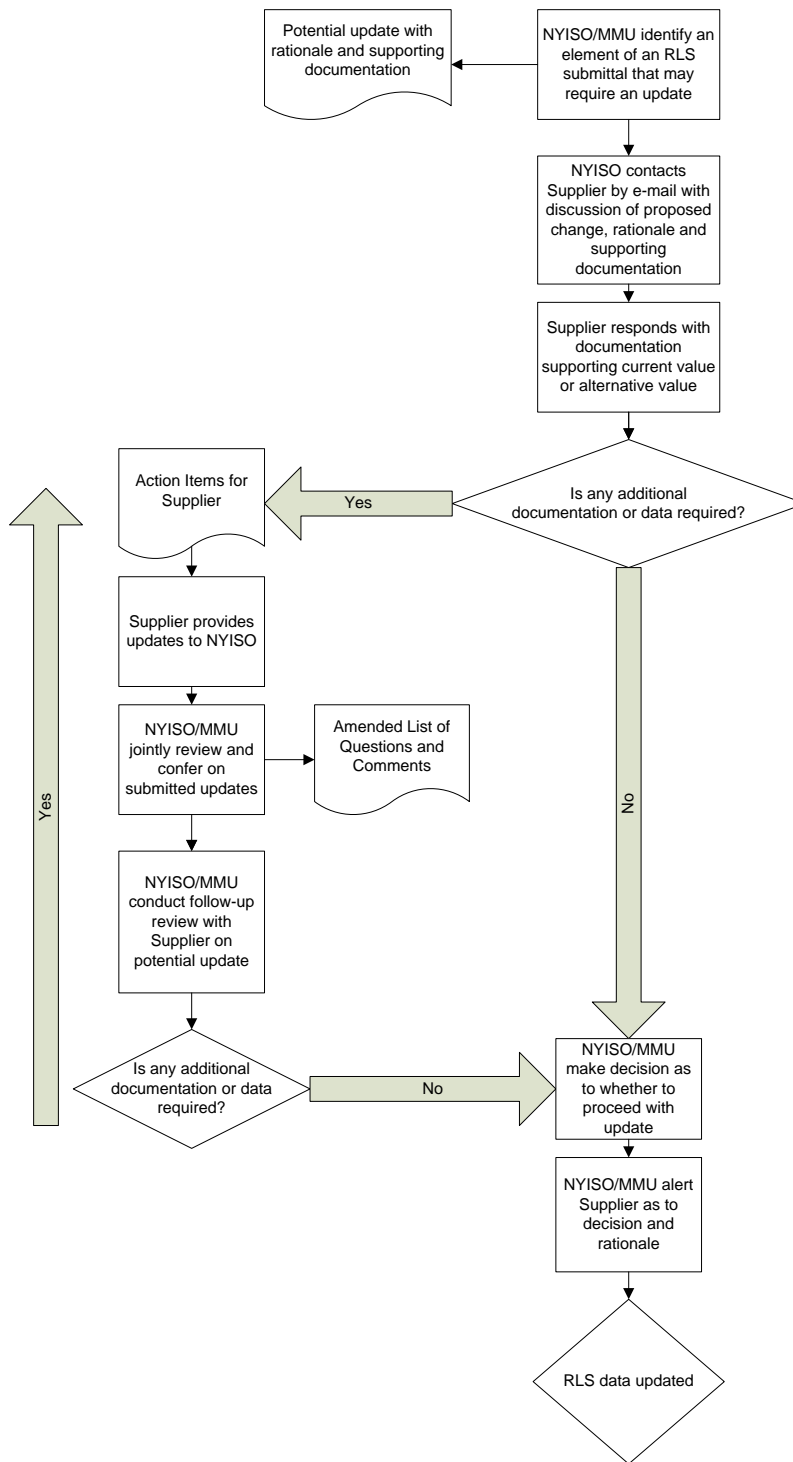 Potential update with
rationale and supporting
documentation
NYISO/MMU identify an
element of an RLS
submittal that may
require an update
NYISO contacts
Supplier by e-mail with
discussion of proposed
change, rationale and
supporting
documentation
Supplier responds with
documentation
supporting current value
or alternative value
Is any additional
documentation or data required?
Yes
Action Items for
Supplier
Supplier provides
updates to NYISO
NYISO/MMU
jointly review and
confer on
submitted updates
Amended List of
Questions and
Comments
NYISO/MMU
conduct follow-up
review with
Supplier on
potential update
Is any additional
documentation or data
required?
Yes
No
No
NYISO/MMU
make decision as
to whether to
proceed with
update
NYISO/MMU alert
Supplier as to
decision and
rationale
RLS data updated